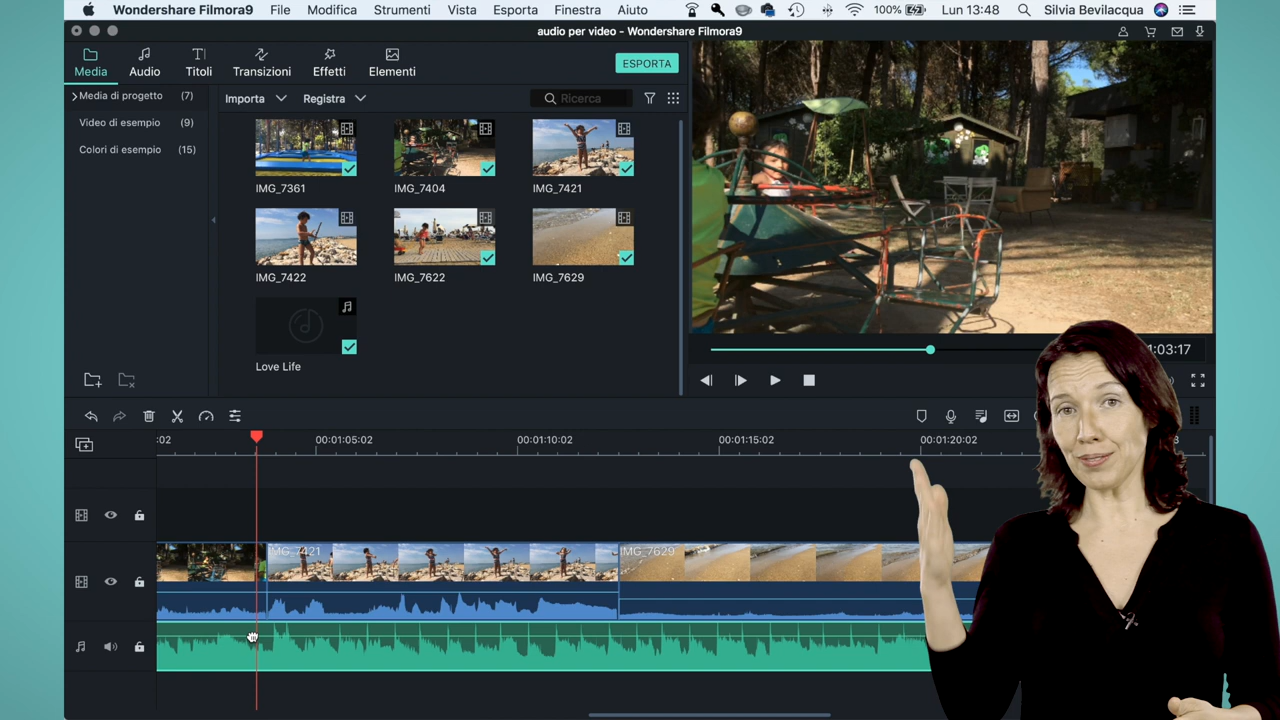 Wondershare Filmora9 File Modifica Strumenti Vista Esporta Finestra Aiuto 100% Lun 13:48 Silvia Bevilacqua
audio per video - Wondershare Filmora9
Media Audio Titoli Transizioni Effetti Elementi ESPORTA
Media di progetto (7)
Video di esempio (9)
Colori di esempio (15)
Importa Registra Ricerca
IMG_7361 IMG_7404 IMG_7421
IMG_7422 IMG_7622 IMG_7629
Love Life
1:03:17
:02 00:01:05:02 00:01:10:02 00:01:15:02 00:01:20:02
IMG_7421 IMG_7629